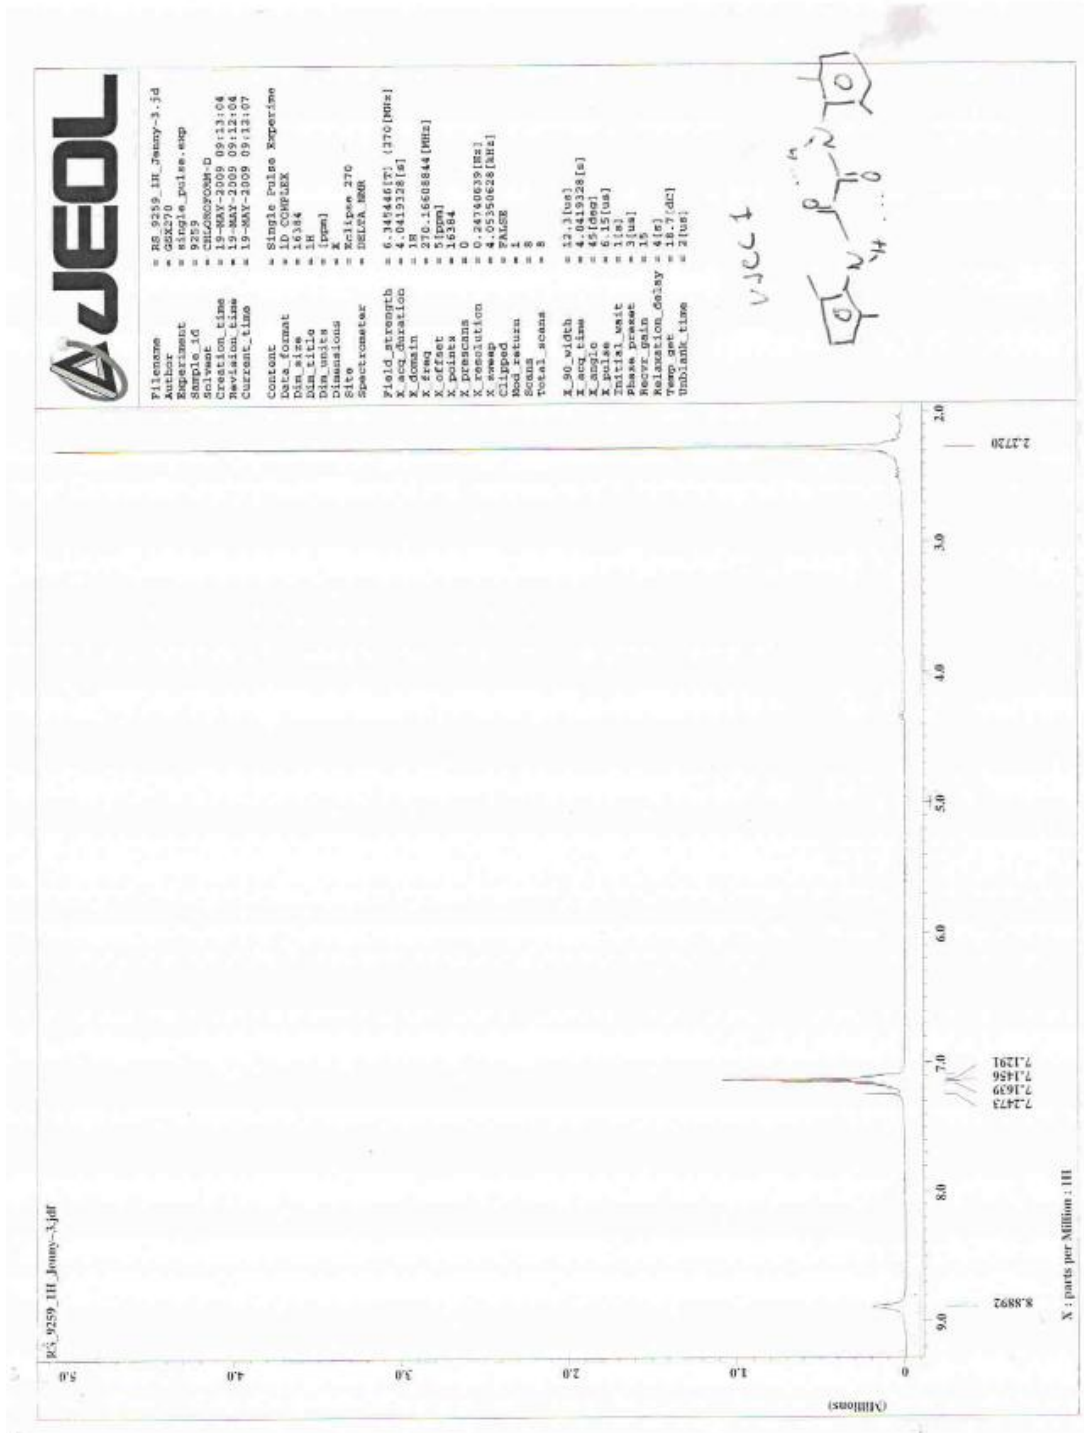 JEOL
Filename = RS_9259_1H_Jenny-3.jd
Author = GSX270
Experiment = single_pulse.exp
Sample_id = 9259
Solvent = CHLOROFORM-D
Creation_time = 19-MAY-2009 09:13:04
Revision_time = 19-MAY-2009 09:12:04
Current_time = 19-MAY-2009 09:12:07
Content = Single Pulse Experime
Data_format = 1D COMPLEX
Dim_size = 16384
Dim_title = 1H
Dim_units = [ppm]
Dimensions = X
Site = Eclipse 270
Spectrometer = DELTA_NMR
Field_strength = 6.345446[T] (270[MHz]
X_acq_duration = 4.0419328[s]
X_domain = 1H
X_freq = 270.16608844[MHz]
X_offset = 5[ppm]
X_points = 16384
X_prescans = 0
X_resolution = 0.24740639[Hz]
X_sweep = 4.05350628[kHz]
Clipped = FALSE
Mod_return = 1
Scans = 8
Total_scans = 8
X_90_width = 12.3[us]
X_acq_time = 4.0419328[s]
X_angle = 45[deg]
X_pulse = 6.15[us]
Initial_wait = 1[s]
Phase_preset = 3[us]
Recvr_gain = 15
Relaxation_delay = 4[s]
Temp_get = 18.7[dC]
Unblank_time = 2[us]
VJCC1
O
N
H
O
O
H
N
O
RS_9259_1H_Jenny-3.jdf
(Millions)
0 1.0 2.0 3.0 4.0 5.0
9.0 8.0 7.0 6.0 5.0 4.0 3.0 2.0
8.8892
7.2473
7.1639
7.1456
7.1291
2.2720
X : parts per Million : 1H